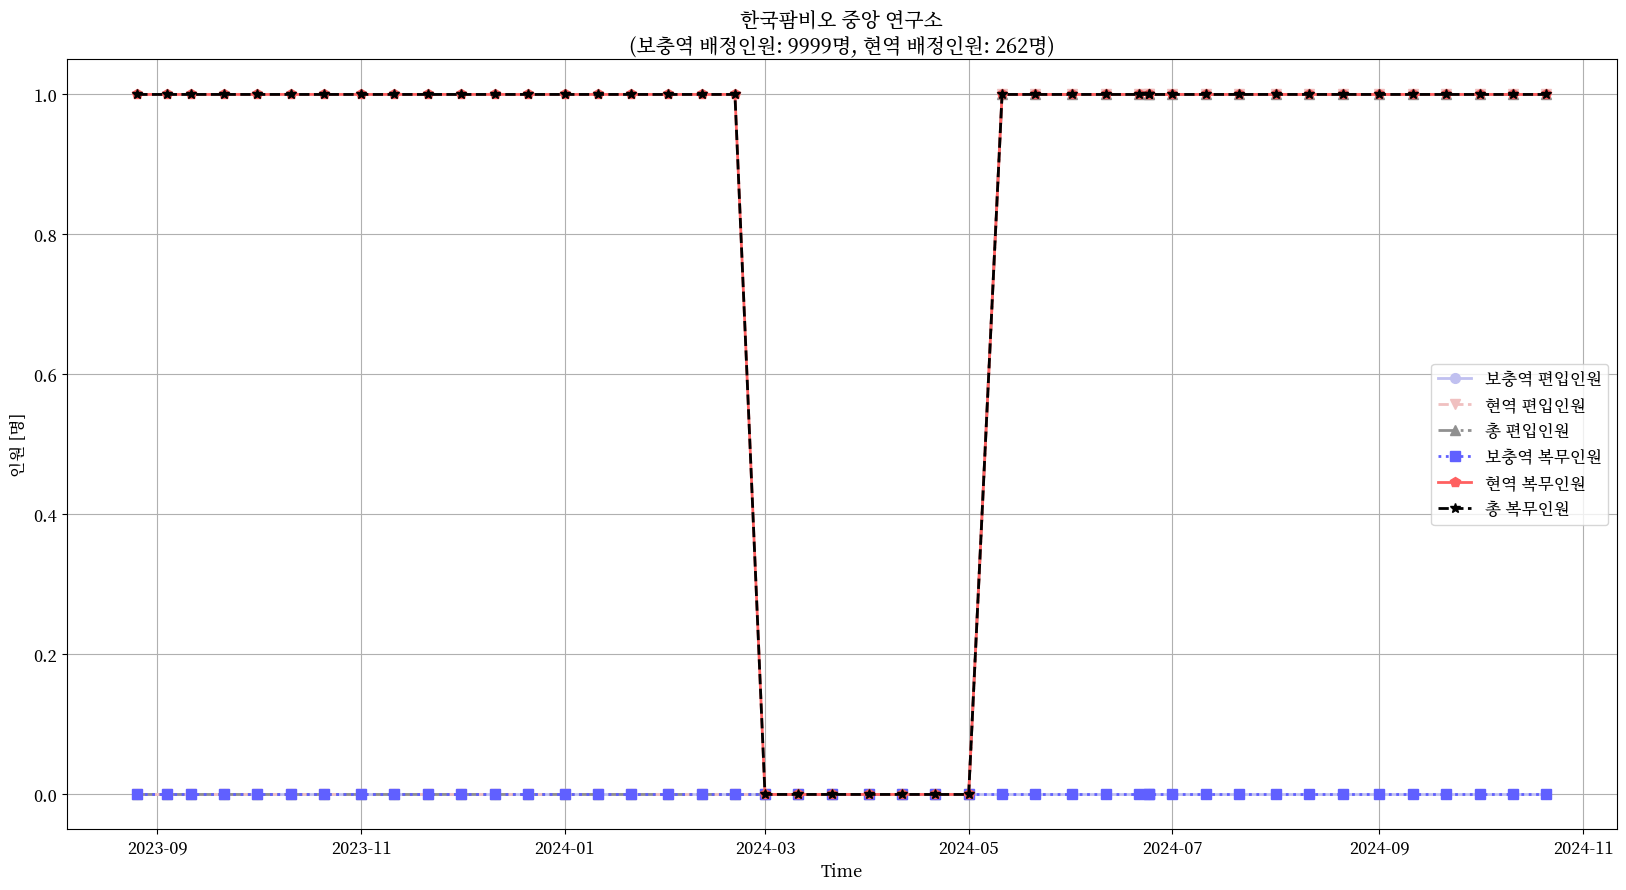 한국팜비오 중앙 연구소
(보충역 배정인원: 9999명, 현역 배정인원: 262명)
1.0
0.8
0.6
0.4
0.2
0.0
인원 [명]
보충역 편입인원
현역 편입인원
총 편입인원
보충역 복무인원
현역 복무인원
총 복무인원
2023-09
2023-11
2024-01
2024-03
2024-05
2024-07
2024-09
2024-11
Time